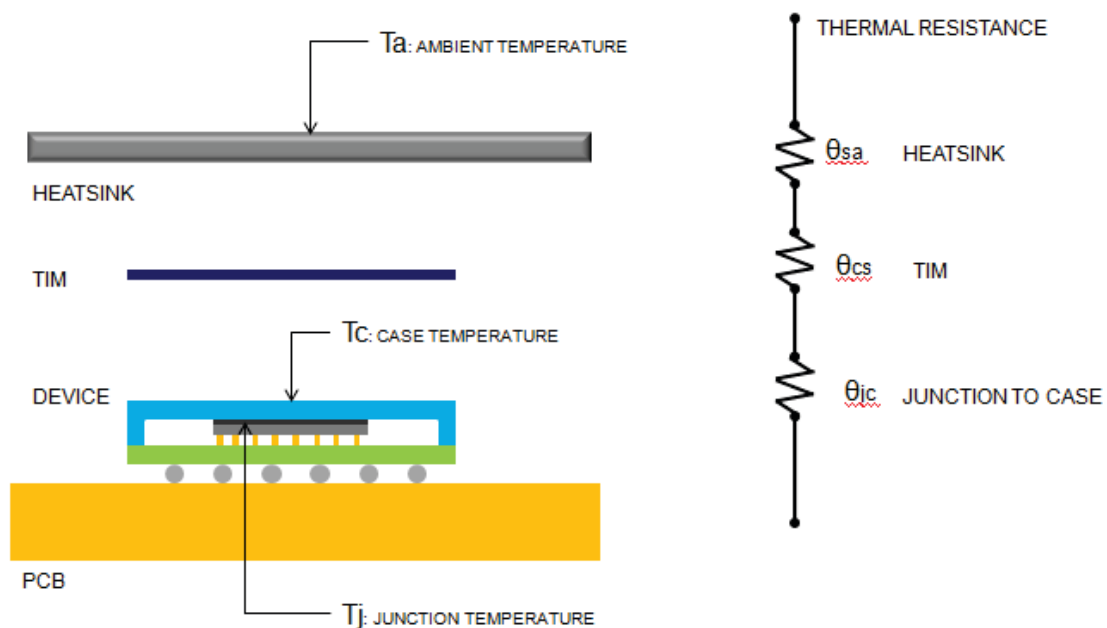 Ta: AMBIENT TEMPERATURE
HEATSINK
TIM
Tc: CASE TEMPERATURE
DEVICE
PCB
Tj: JUNCTION TEMPERATURE
THERMAL RESISTANCE
θsa HEATSINK
θcs TIM
θjc JUNCTION TO CASE